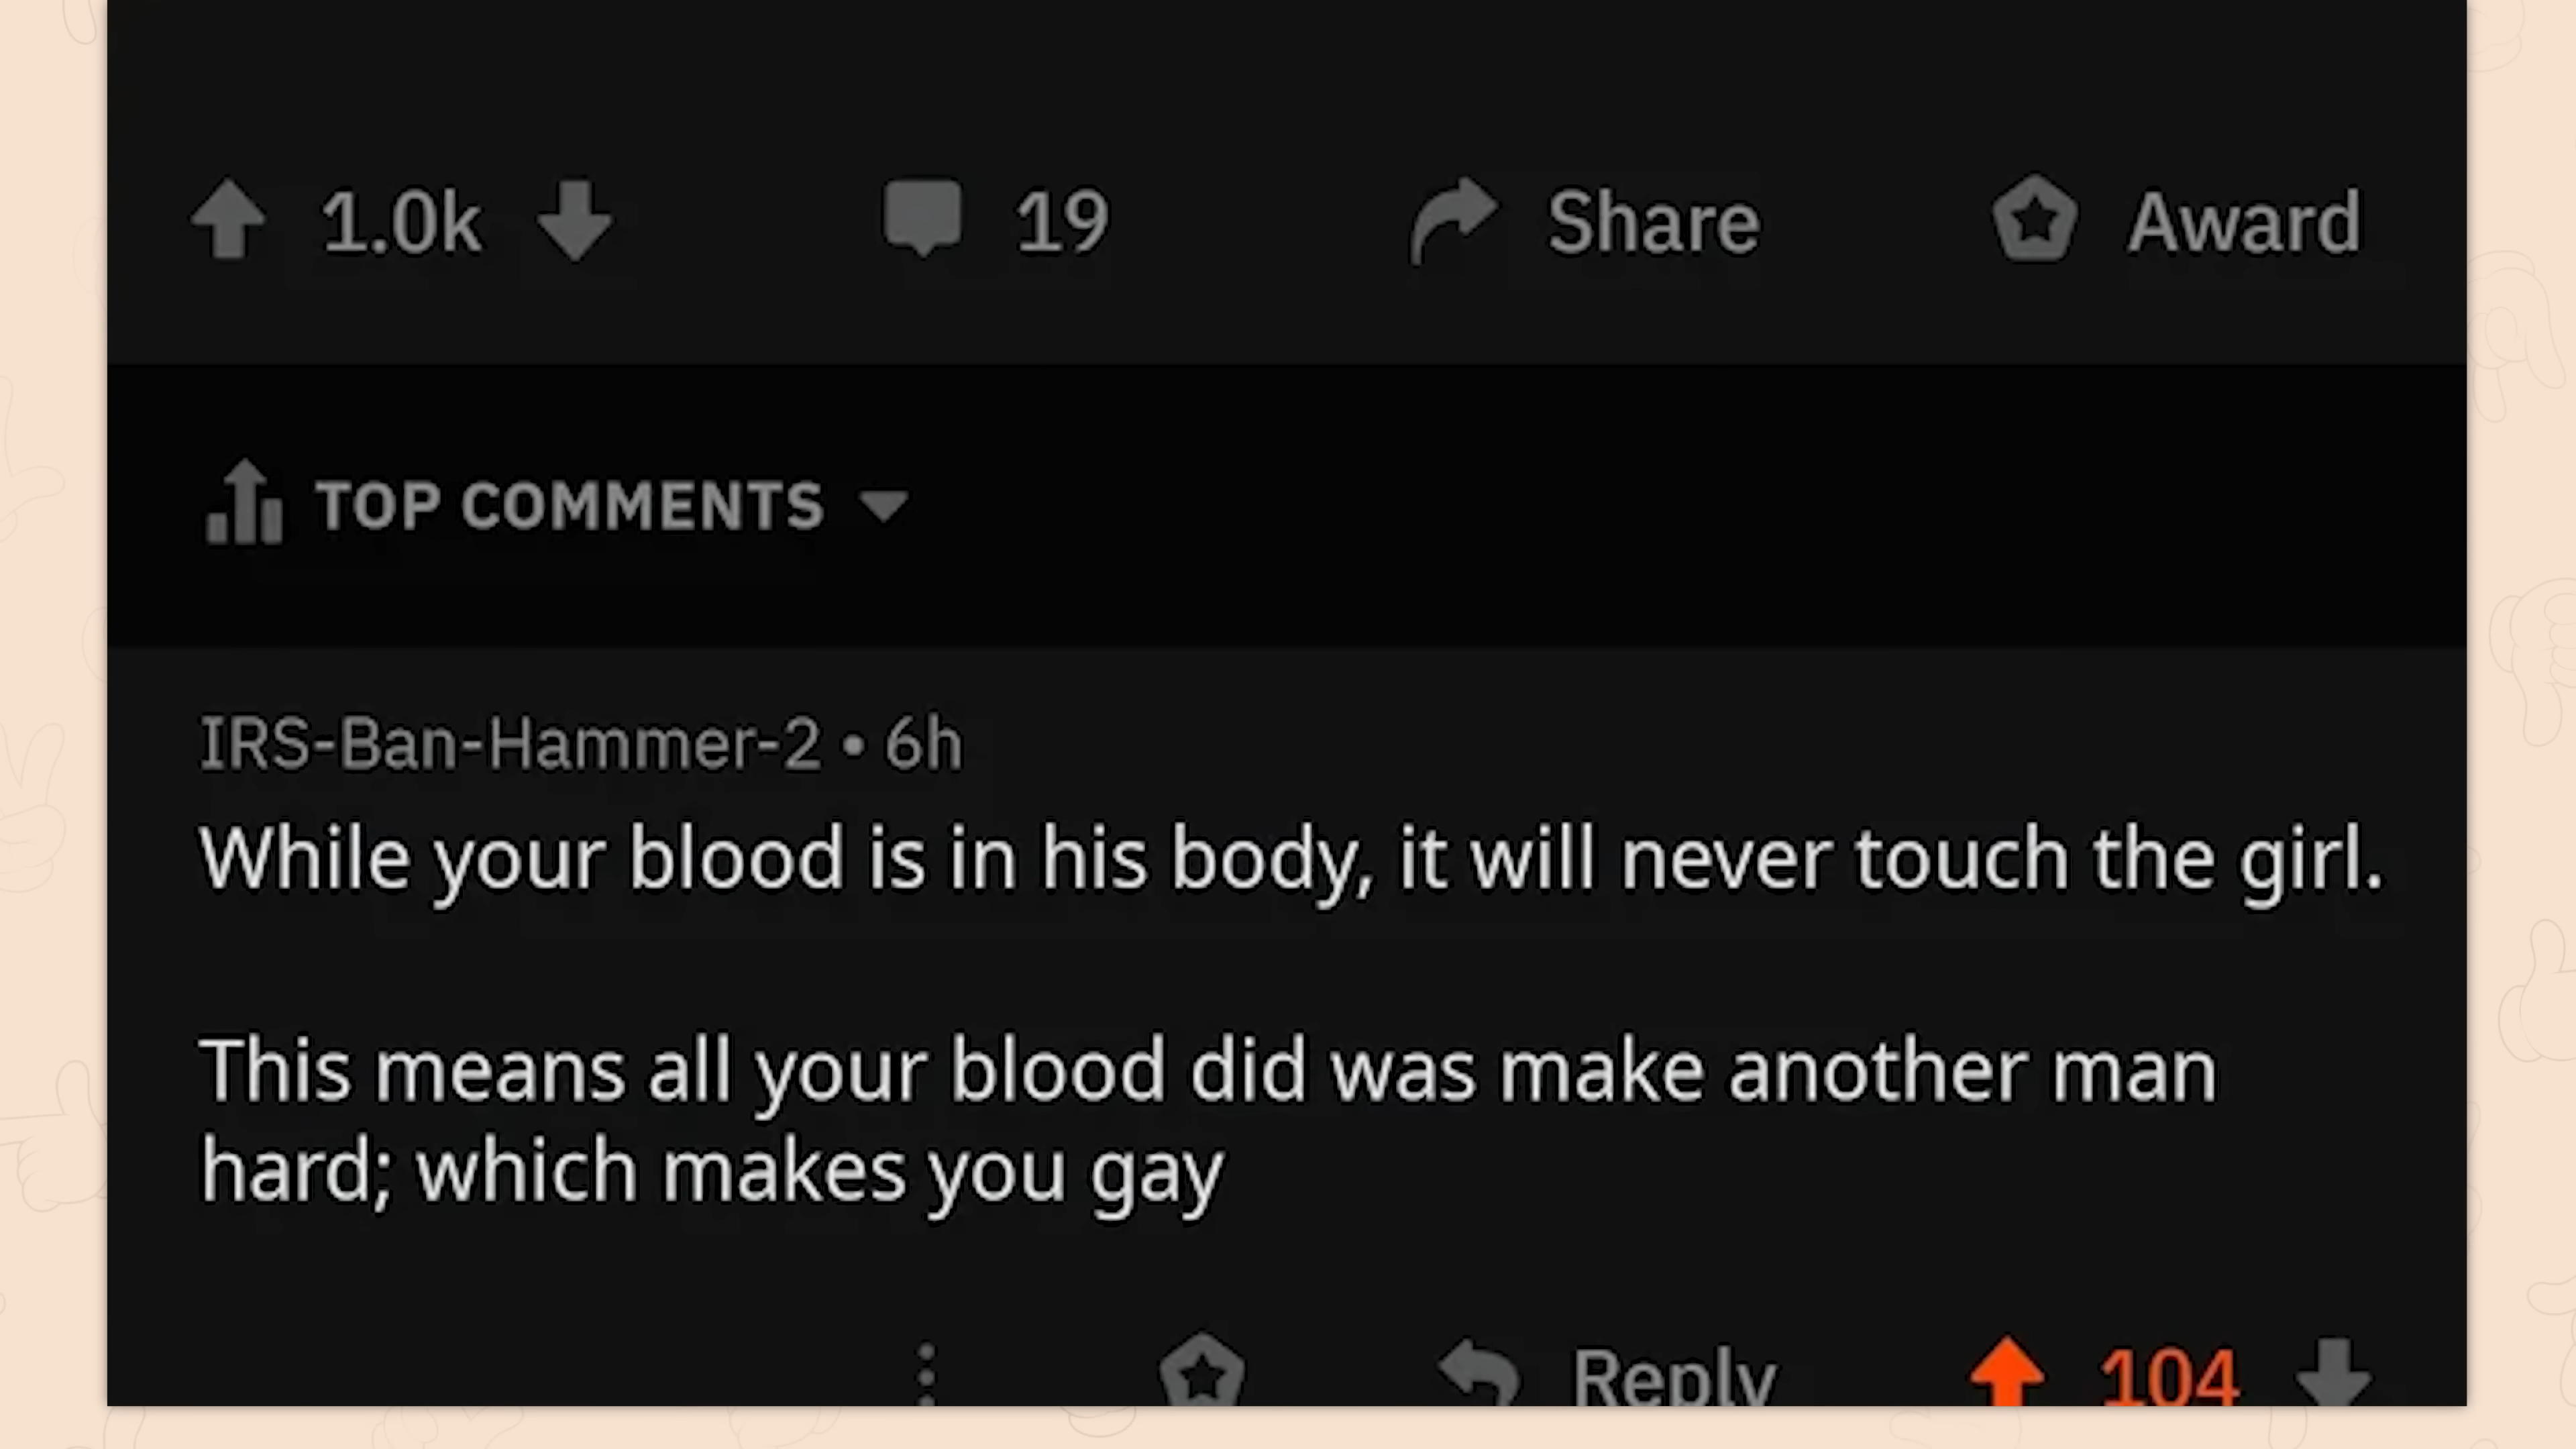 1.0k 19 Share Award
TOP COMMENTS
IRS-Ban-Hammer-2 • 6h
While your blood is in his body, it will never touch the girl.
This means all your blood did was make another man
hard; which makes you gay
Reply 104